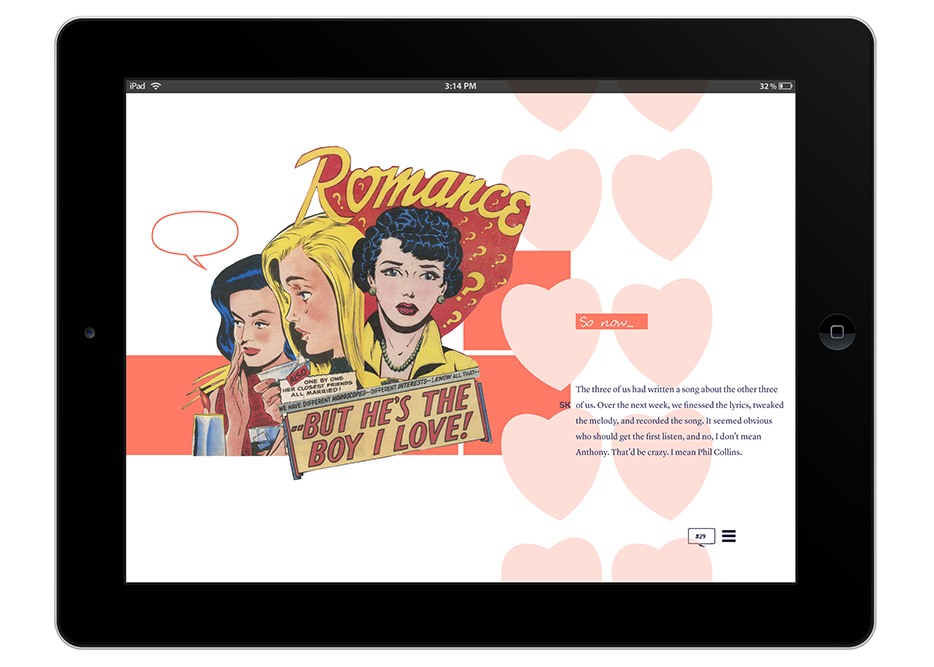 iPad 3:14 PM 32%
Romance
ALSO
ONE BY ONE
HER CLOSEST FRIENDS
ALL MARRIED!
WE HAVE DIFFERENT HOROSCOPES--DIFFERENT INTERESTS--I KNOW ALL THAT--
..BUT HE'S THE
BOY I LOVE!
So now...
The three of us had written a song about the other three
SK of us. Over the next week, we finessed the lyrics, tweaked
the melody, and recorded the song. It seemed obvious
who should get the first listen, and no, I don't mean
Anthony. That'd be crazy. I mean Phil Collins.
#29